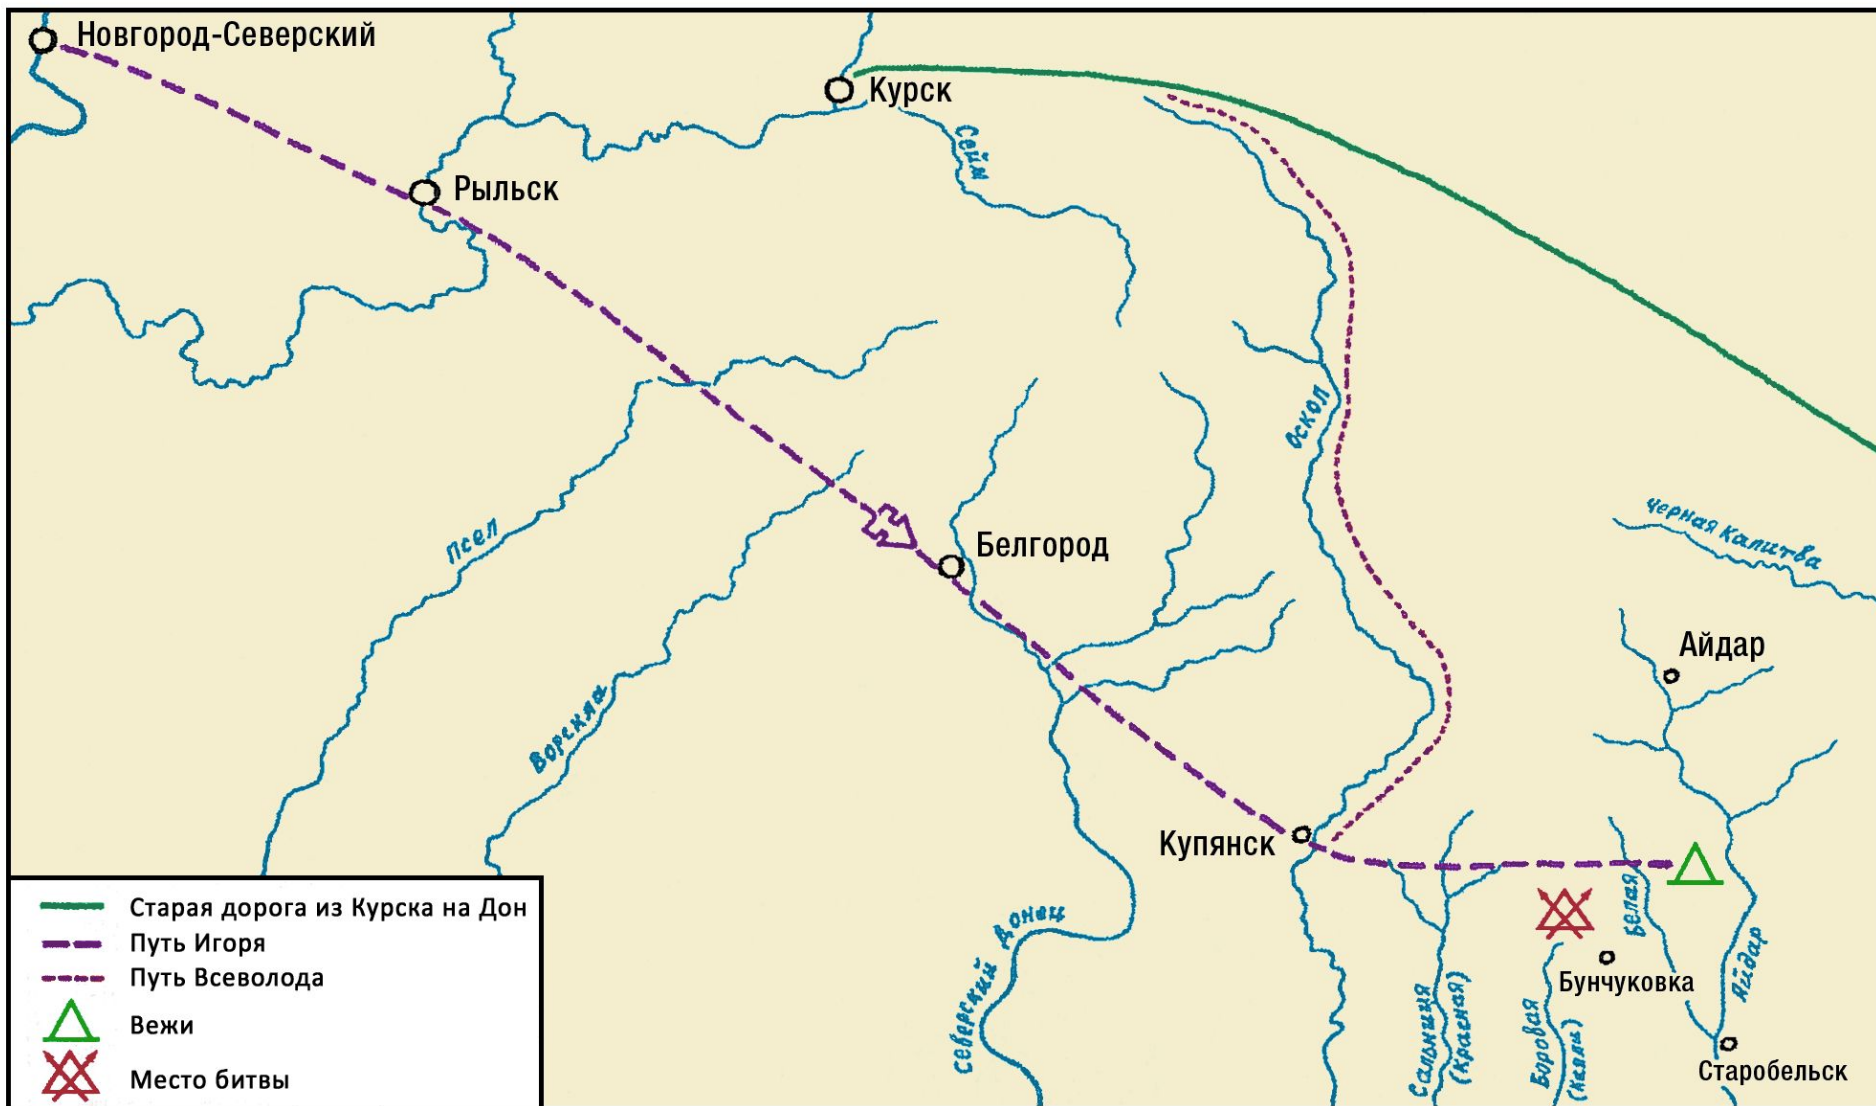 Новгород-Северский
Курск
Сейм
Рыльск
Оскол
Псел
Белгород
Черная Калитва
Айдар
Ворскла
Купянск
Белая
Донец
Северский
Бунчуковка
Айдар
Сальница
(Красная)
Боровая
(Каялы)
Старобельск
Старая дорога из Курска на Дон
Путь Игоря
Путь Всеволода
Вежи
Место битвы